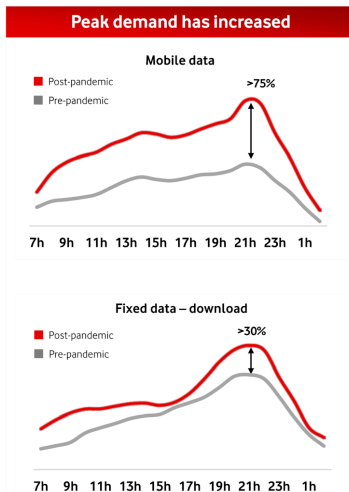 Peak demand has increased
Mobile data
Post-pandemic
Pre-pandemic
>75%
7h 9h 11h 13h 15h 17h 19h 21h 23h 1h
Fixed data – download
>30%
Post-pandemic
Pre-pandemic
7h 9h 11h 13h 15h 17h 19h 21h 23h 1h